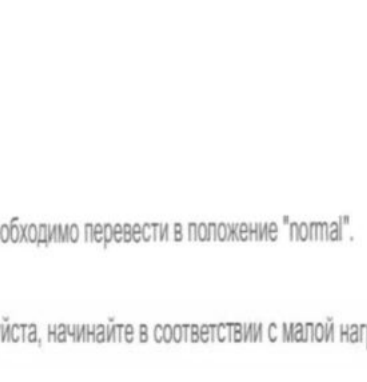 обходимо перевести в положение "normal".
йста, начинайте в соответствии с малой наг